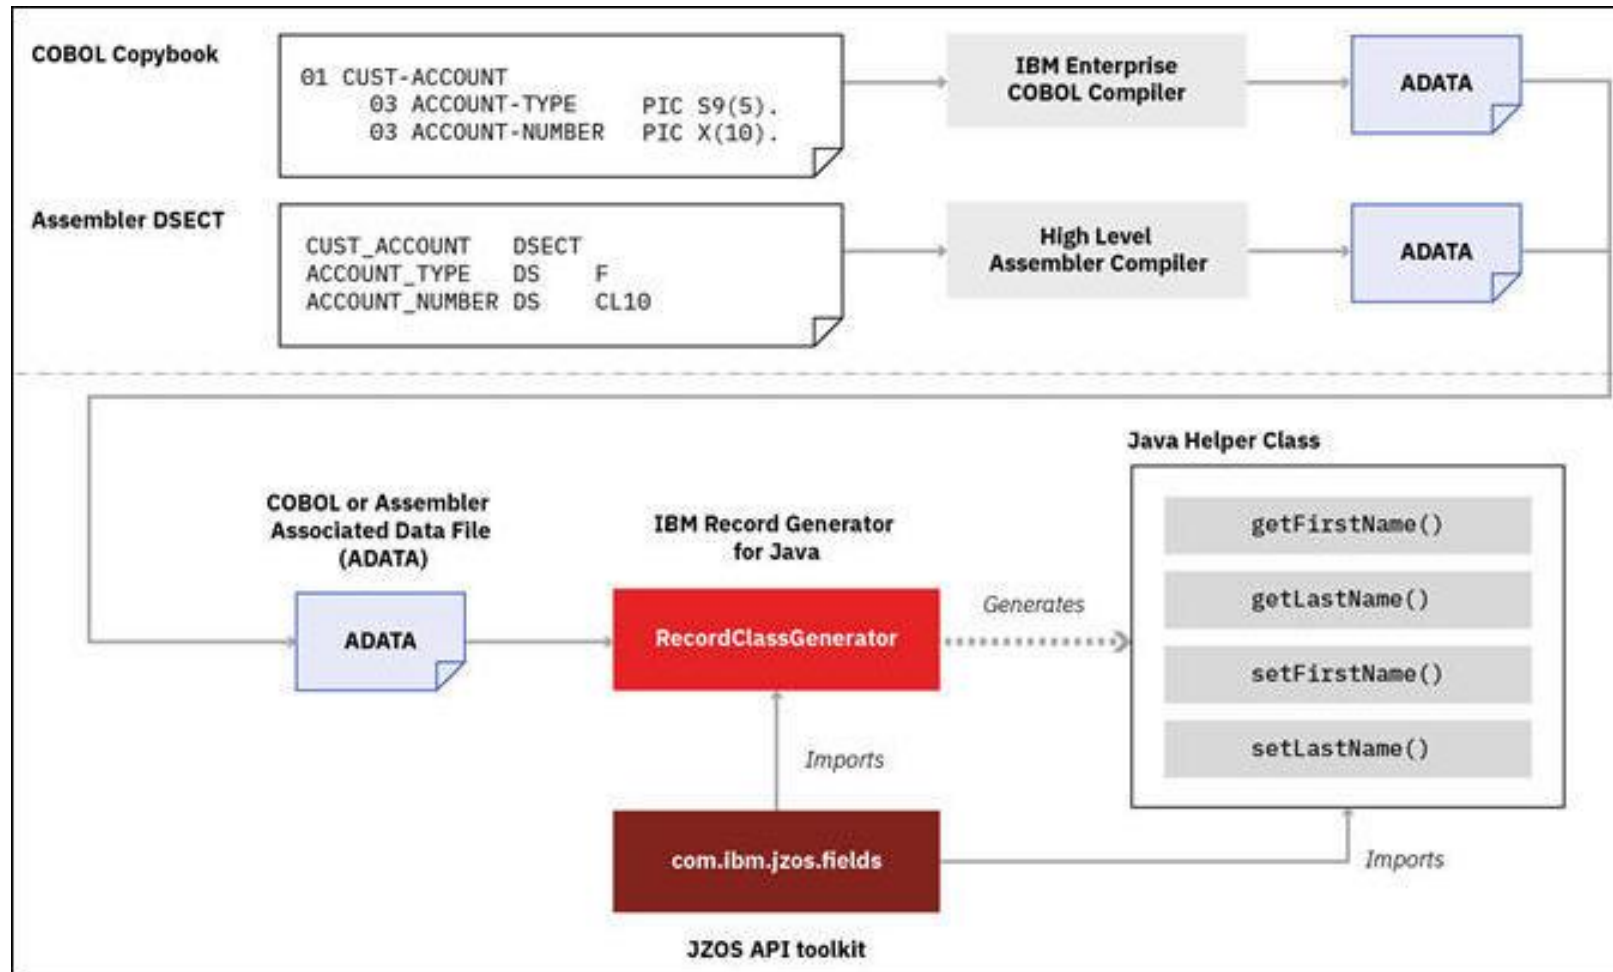 COBOL Copybook
01 CUST-ACCOUNT
03 ACCOUNT-TYPE PIC S9(5).
03 ACCOUNT-NUMBER PIC X(10).
IBM Enterprise
COBOL Compiler
ADATA
Assembler DSECT
CUST_ACCOUNT DSECT
ACCOUNT_TYPE DS F
ACCOUNT_NUMBER DS CL10
High Level
Assembler Compiler
ADATA
COBOL or Assembler
Associated Data File
(ADATA)
ADATA
IBM Record Generator
for Java
RecordClassGenerator
Generates
Java Helper Class
getFirstName()
getLastName()
setFirstName()
setLastName()
Imports
com.ibm.jzos.fields
Imports
JZOS API toolkit